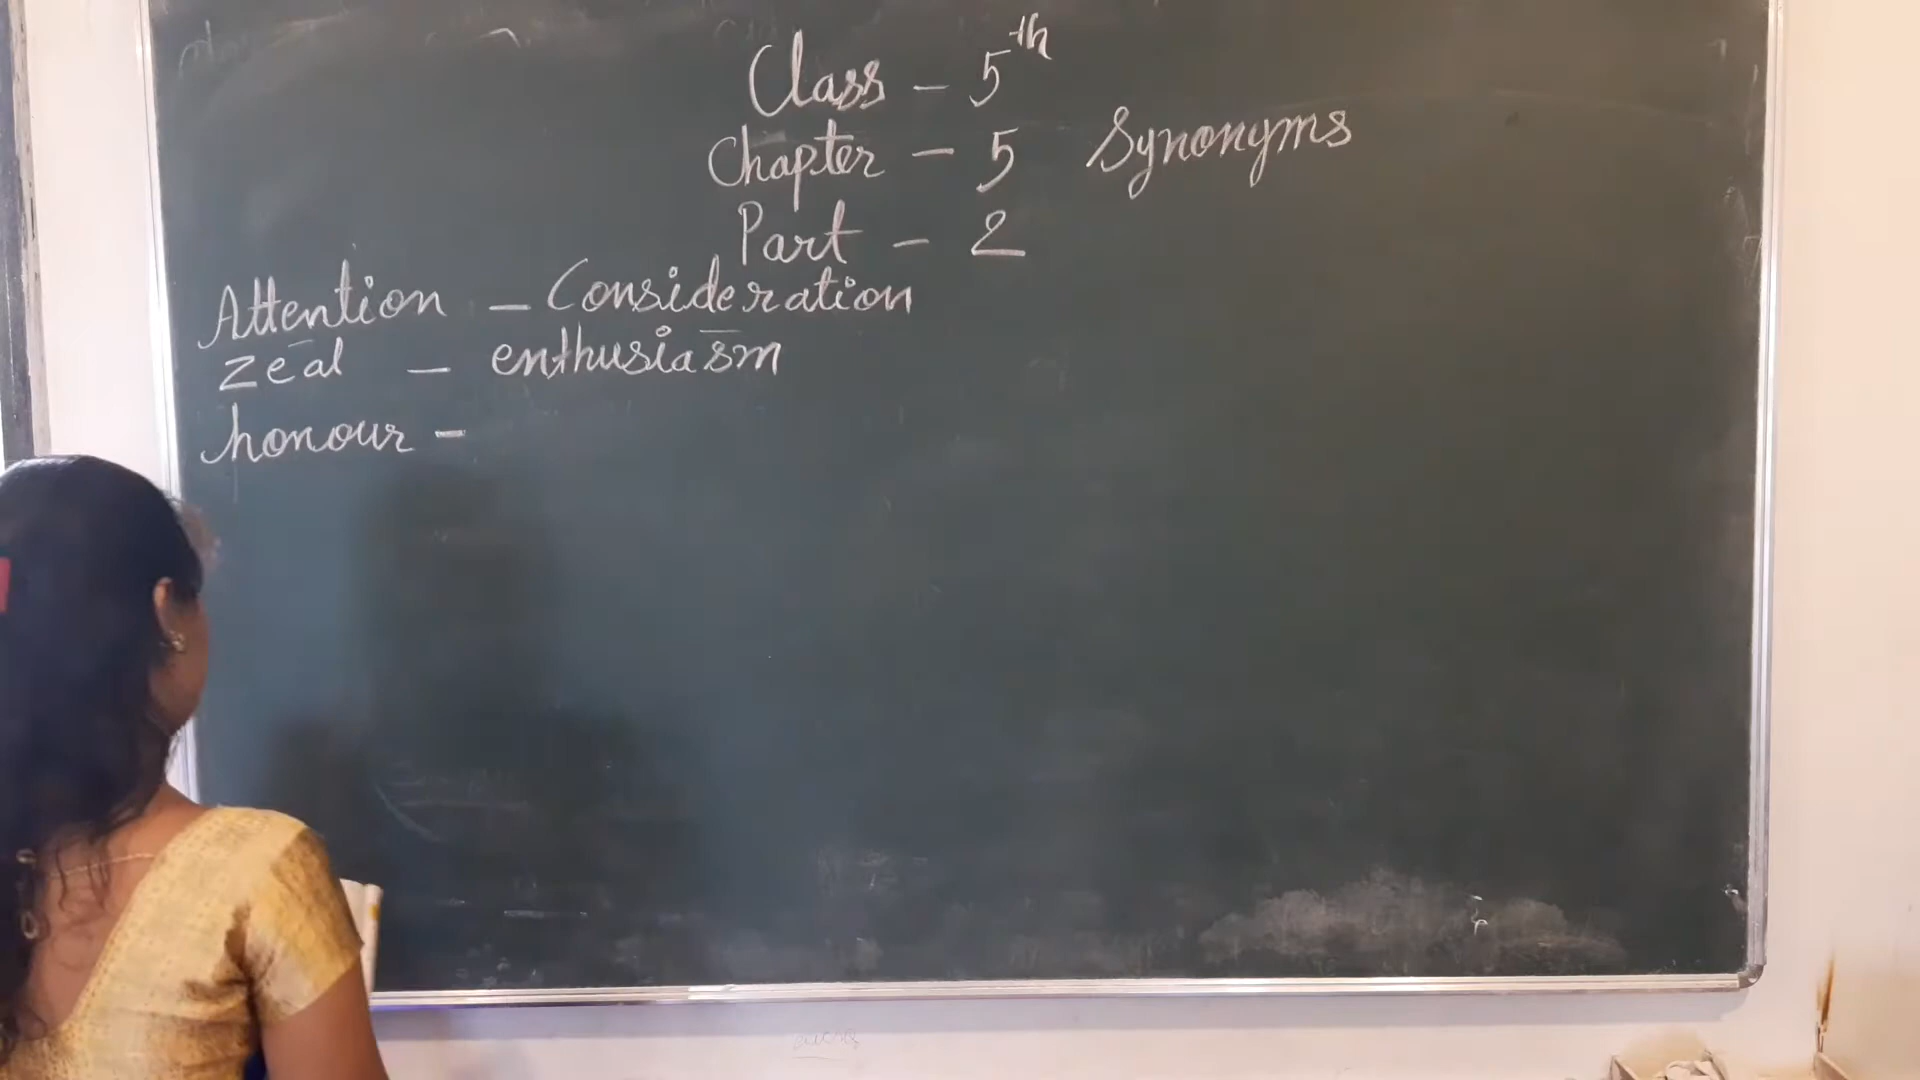 Class - 5th
Chapter - 5 Synonyms
Part - 2
Attention - Consideration
zeal - enthusiasm
honour -